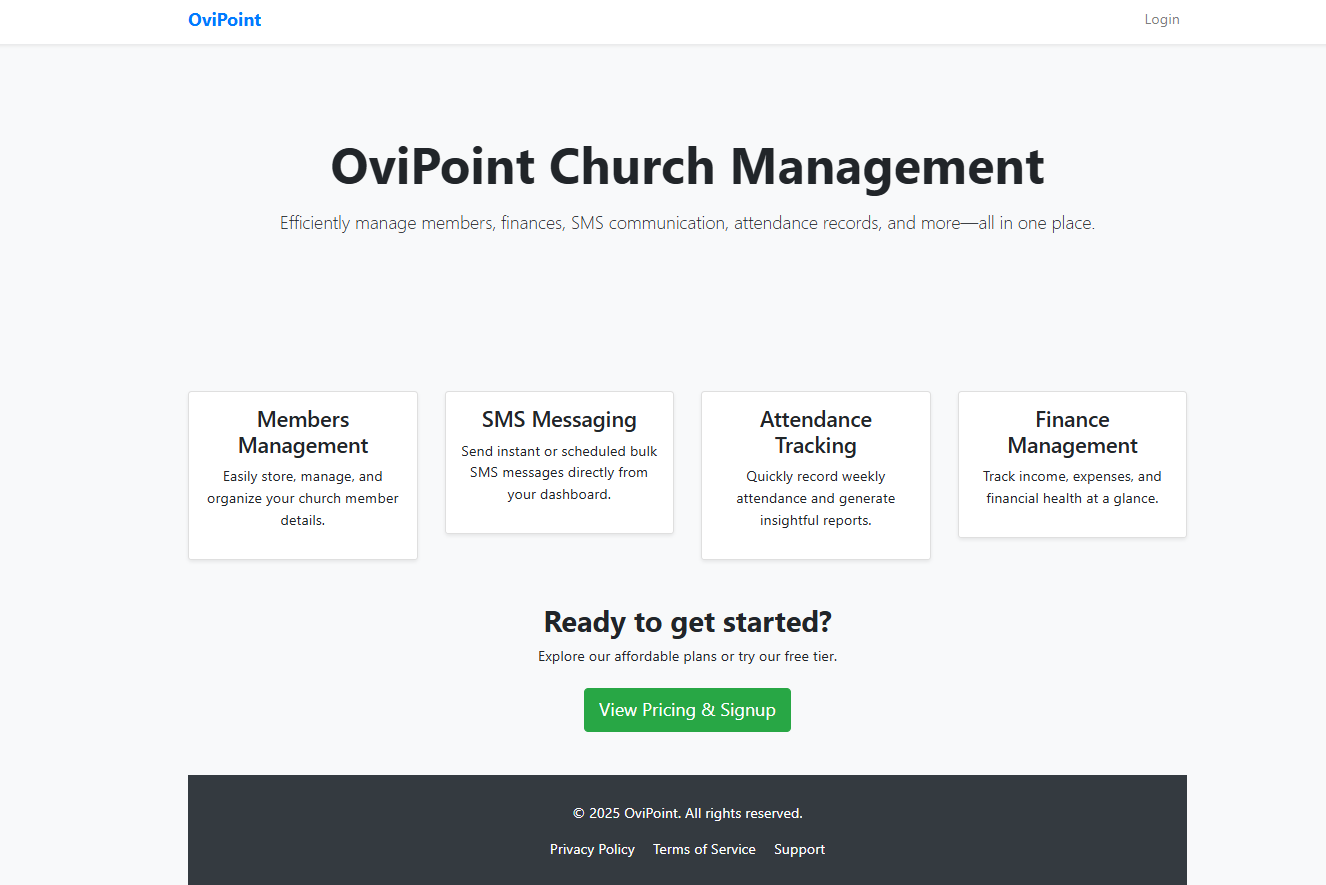 OviPoint
Login
OviPoint Church Management
Efficiently manage members, finances, SMS communication, attendance records, and more—all in one place.
Members
Management
Easily store, manage, and
organize your church member
details.
SMS Messaging
Send instant or scheduled bulk
SMS messages directly from
your dashboard.
Attendance
Tracking
Quickly record weekly
attendance and generate
insightful reports.
Finance
Management
Track income, expenses, and
financial health at a glance.
Ready to get started?
Explore our affordable plans or try our free tier.
View Pricing & Signup
© 2025 OviPoint. All rights reserved.
Privacy Policy Terms of Service Support